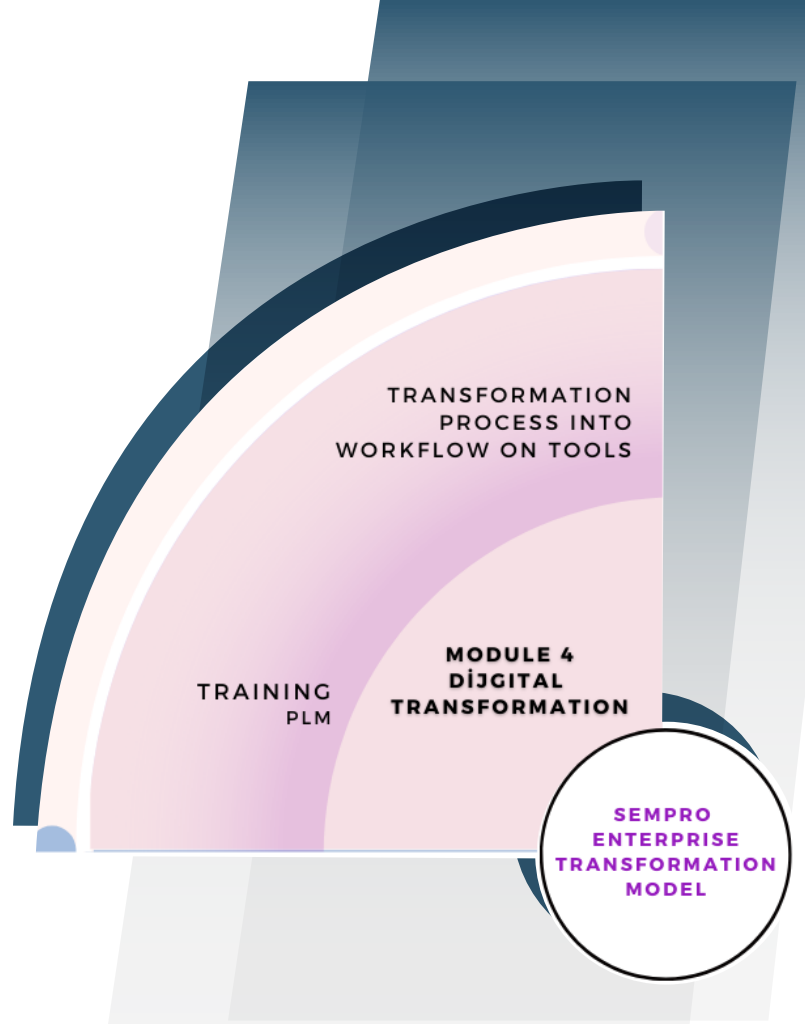 TRANSFORMATION
PROCESS INTO
WORKFLOW ON TOOLS
TRAINING
PLM
MODULE 4
DİJGITAL
TRANSFORMATION
SEMPRO
ENTERPRISE
TRANSFORMATION
MODEL